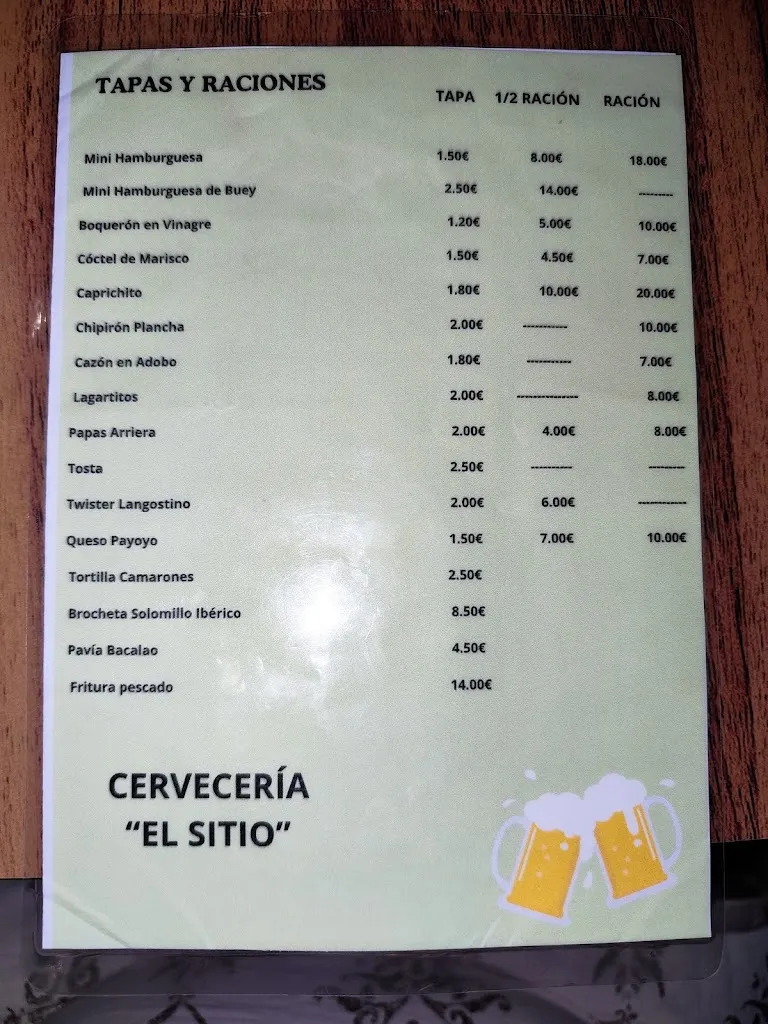 TAPAS Y RACIONES
TAPA 1/2 RACIÓN RACIÓN
Mini Hamburguesa 1.50€ 8.00€ 18.00€
Mini Hamburguesa de Buey 2.50€ 14.00€ ---------
Boquerón en Vinagre 1.20€ 5.00€ 10.00€
Cóctel de Marisco 1.50€ 4.50€ 7.00€
Caprichito 1.80€ 10.00€ 20.00€
Chipirón Plancha 2.00€ ----------- 10.00€
Cazón en Adobo 1.80€ ----------- 7.00€
Lagartitos 2.00€ --------------- 8.00€
Papas Arriera 2.00€ 4.00€ 8.00€
Tosta 2.50€ ---------- ---------
Twister Langostino 2.00€ 6.00€ ------------
Queso Payoyo 1.50€ 7.00€ 10.00€
Tortilla Camarones 2.50€
Brocheta Solomillo Ibérico 8.50€
Pavía Bacalao 4.50€
Fritura pescado 14.00€
CERVECERÍA
“EL SITIO”